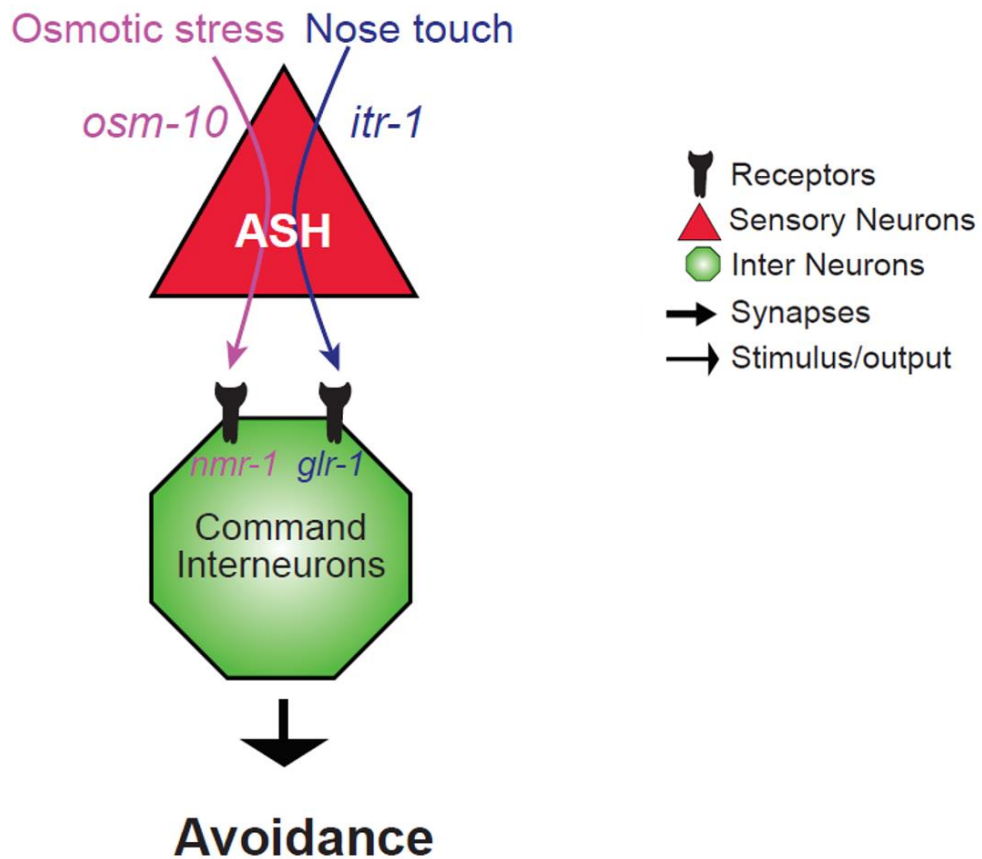 Osmotic stress Nose touch
osm-10 itr-1
ASH
nmr-1 glr-1
Command
Interneurons
Avoidance
Receptors
Sensory Neurons
Inter Neurons
Synapses
Stimulus/output